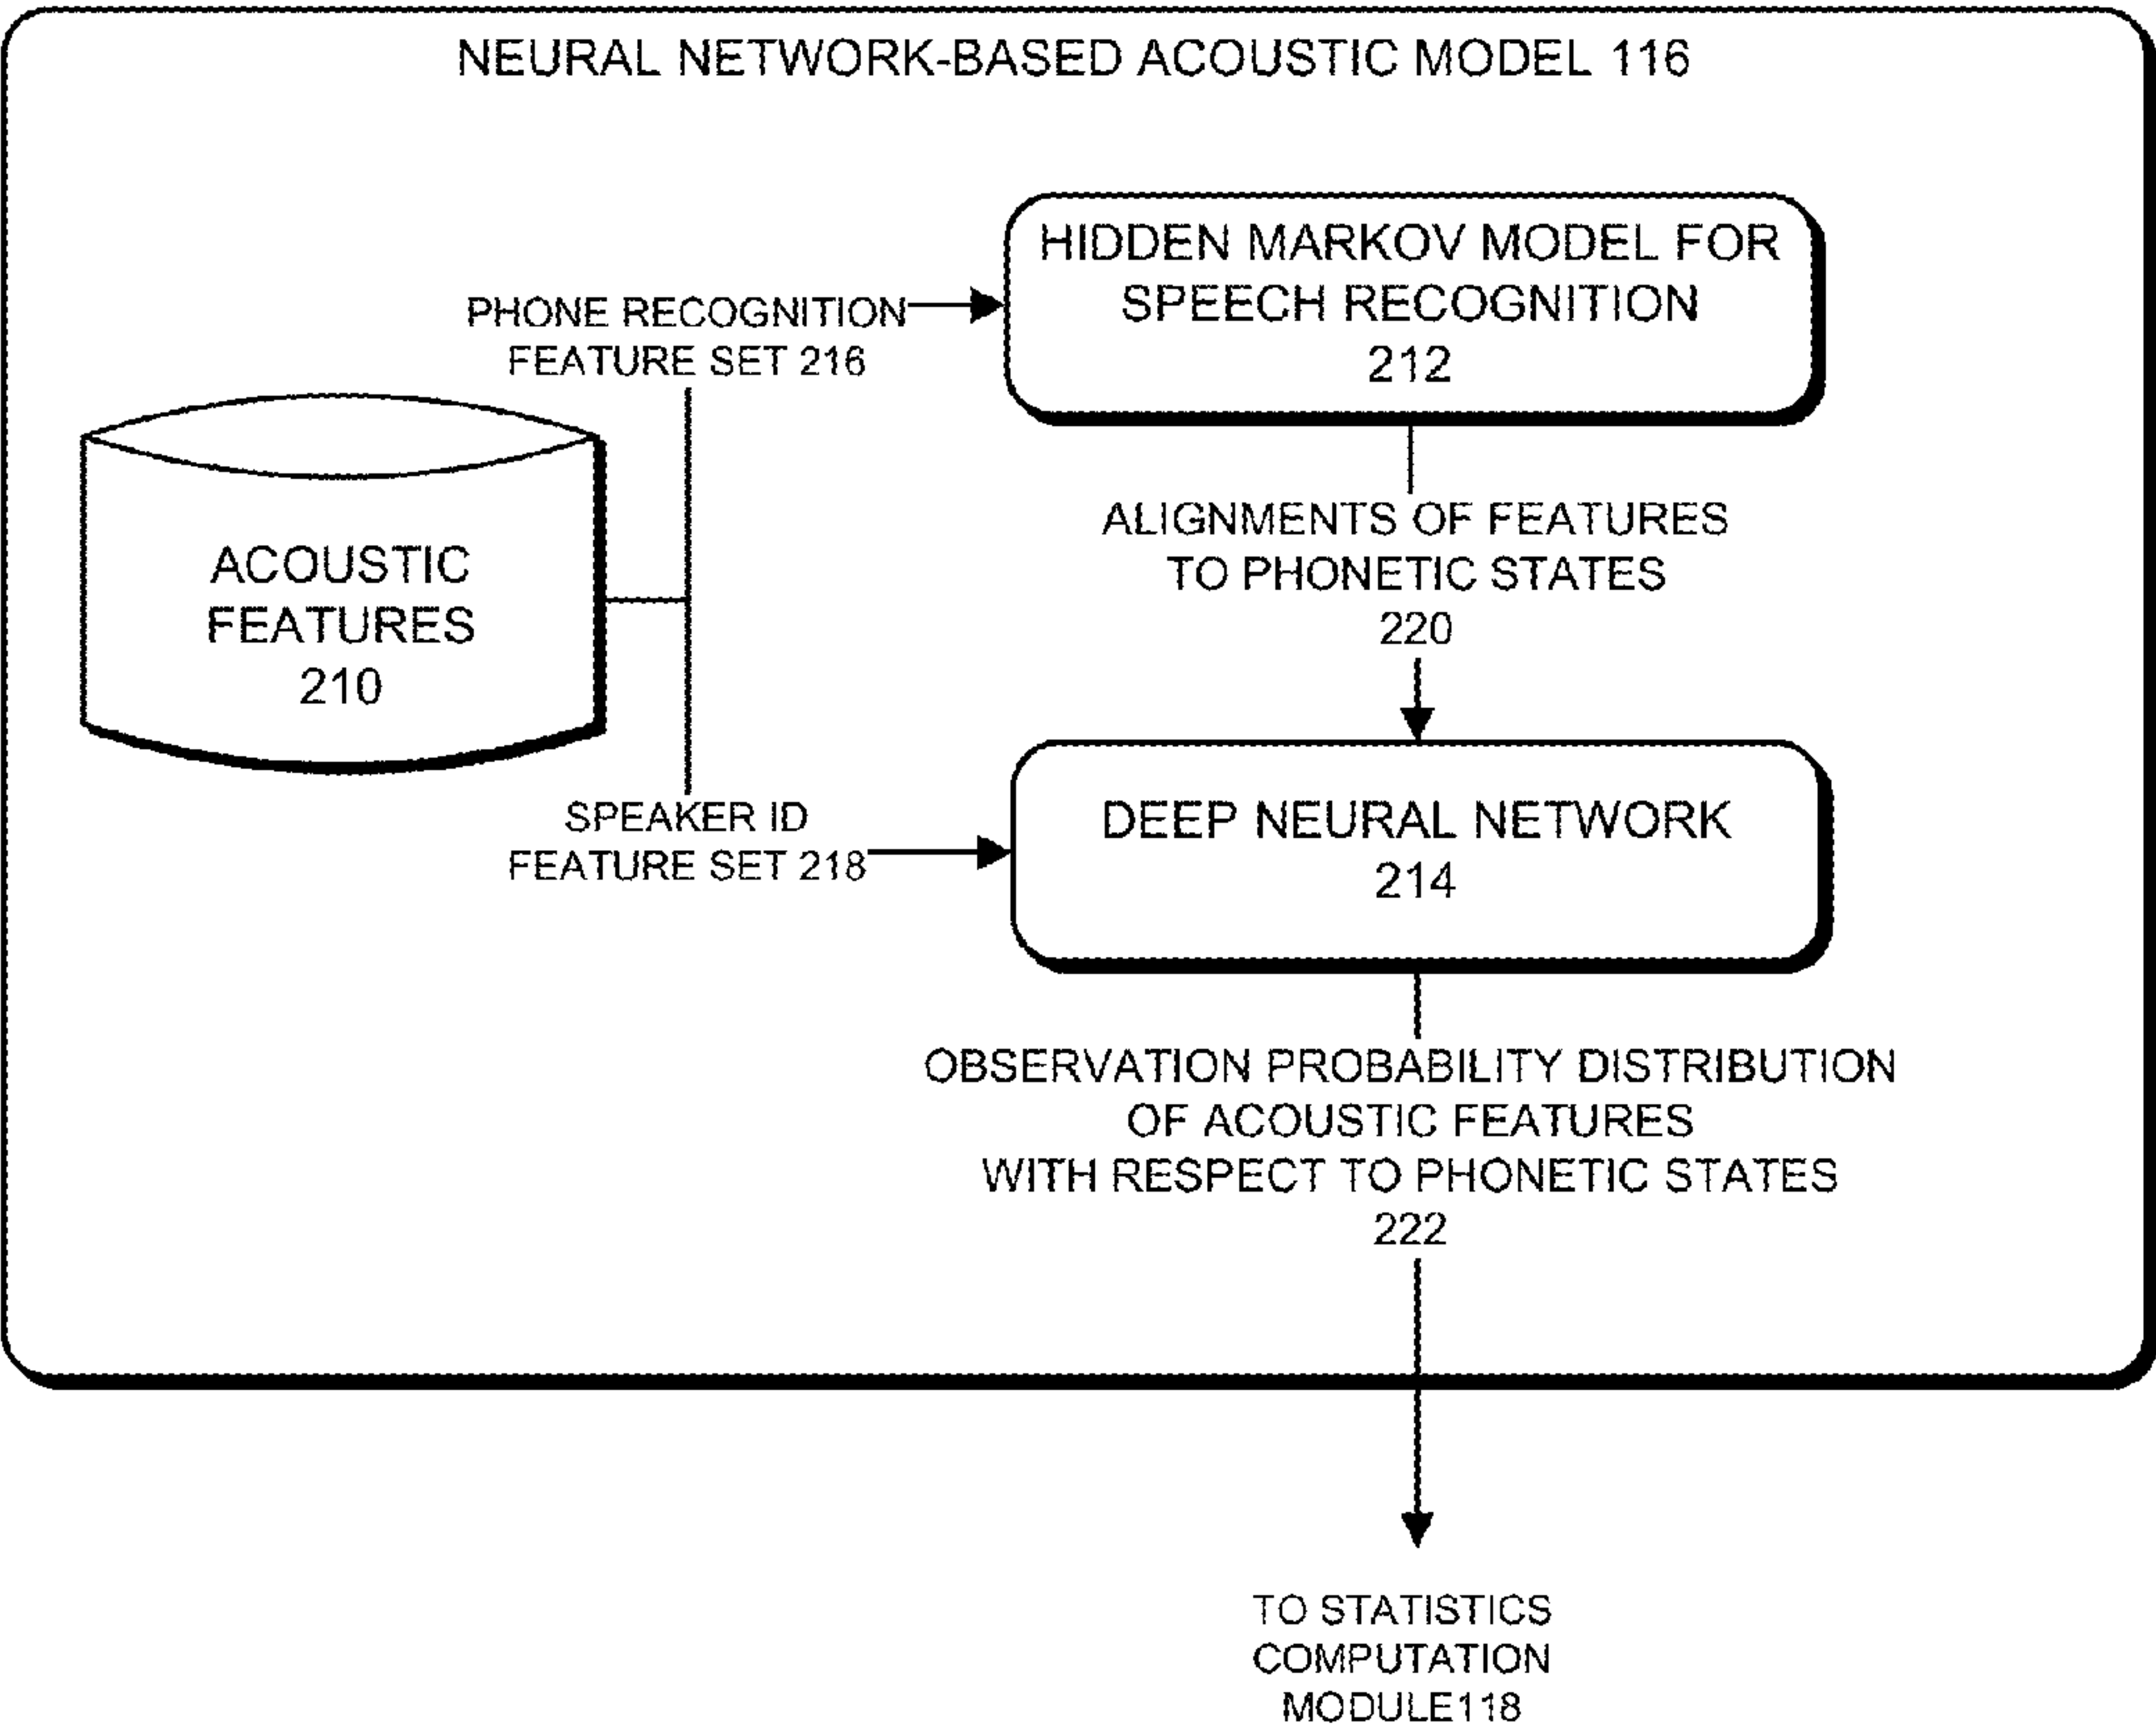 NEURAL NETWORK-BASED ACOUSTIC MODEL 116
HIDDEN MARKOV MODEL FOR
SPEECH RECOGNITION
212
PHONE RECOGNITION
FEATURE SET 216
ACOUSTIC
FEATURES
210
ALIGNMENTS OF FEATURES
TO PHONETIC STATES
220
SPEAKER ID
FEATURE SET 218
DEEP NEURAL NETWORK
214
OBSERVATION PROBABILITY DISTRIBUTION
OF ACOUSTIC FEATURES
WITH RESPECT TO PHONETIC STATES
222
TO STATISTICS
COMPUTATION
MODULE118